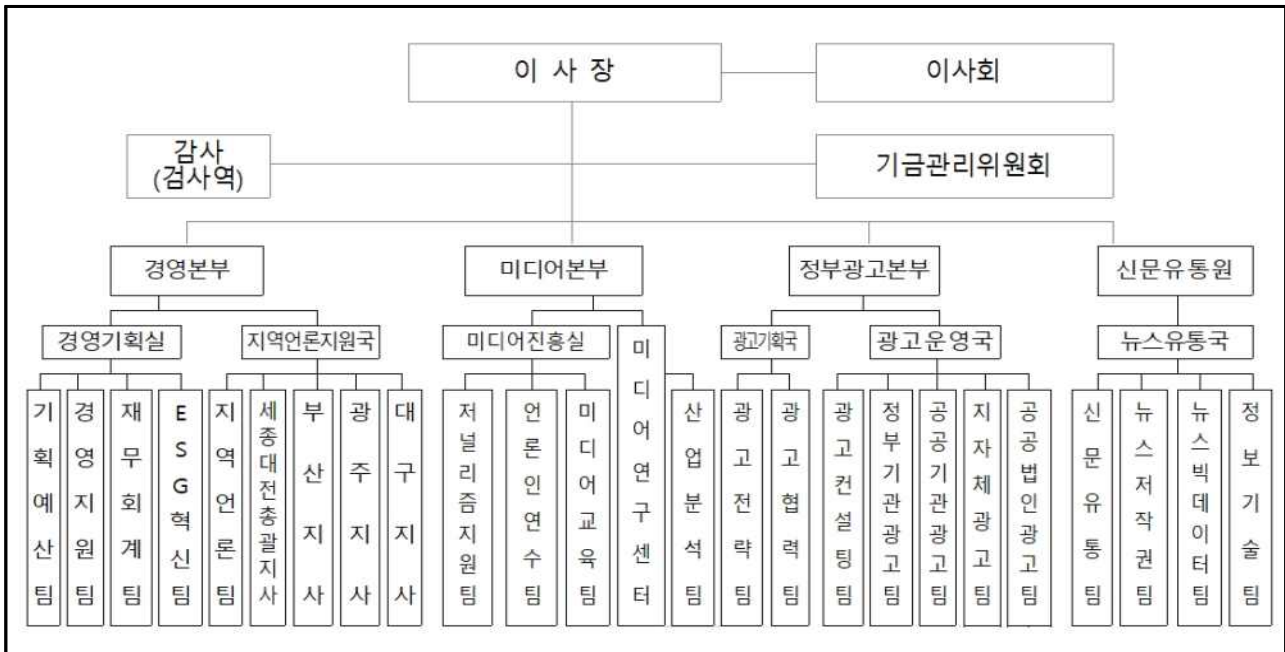 이 사 장
이사회
감사
(검사역)
기금관리위원회
경영본부
미디어본부
정부광고본부
신문유통원
경영기획실
지역언론지원국
미디어진흥실
미디어연구센터
광고기획국
광고운영국
뉴스유통국
기획예산팀
경영지원팀
재무회계팀
ESG혁신팀
지역언론팀
세종대전총괄지사
부산지사
광주지사
대구지사
저널리즘지원팀
언론인연수팀
미디어교육팀
산업분석팀
광고전략팀
광고협력팀
광고컨설팅팀
정부기관광고팀
공공기관광고팀
지자체광고팀
공공법인광고팀
신문유통팀
뉴스저작권팀
뉴스빅데이터팀
정보기술팀